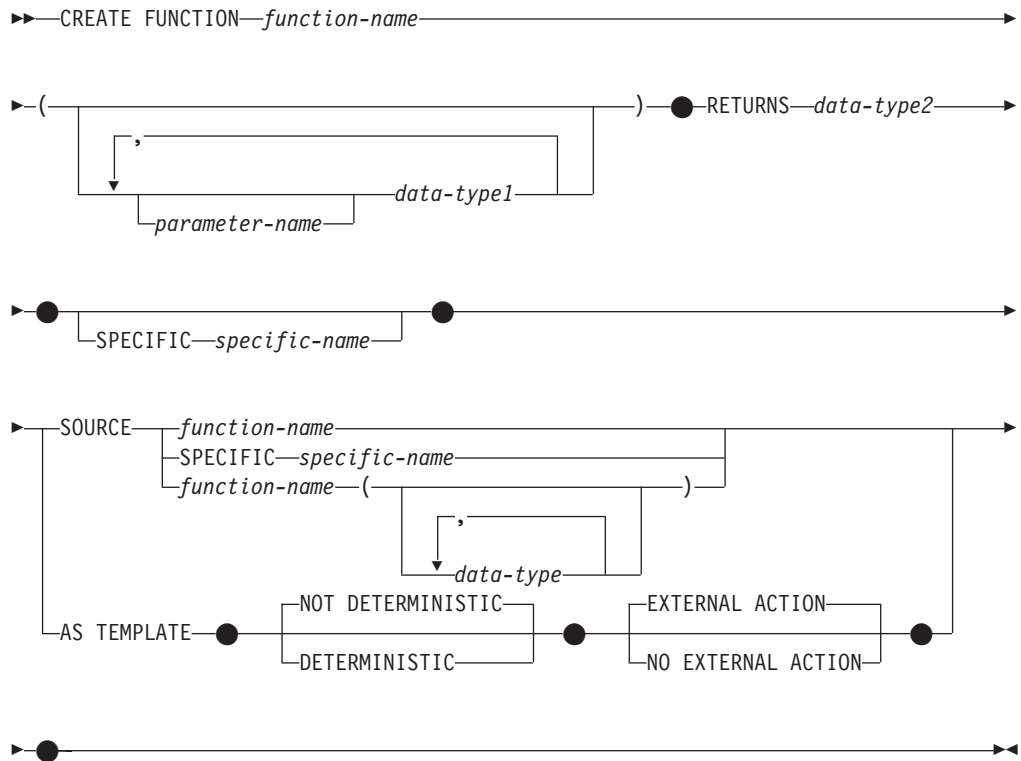 CREATE FUNCTION function-name
( ) RETURNS data-type2
,
data-type1
parameter-name
SPECIFIC specific-name
SOURCE function-name
SPECIFIC specific-name
function-name ( )
,
data-type
NOT DETERMINISTIC EXTERNAL ACTION
AS TEMPLATE
DETERMINISTIC NO EXTERNAL ACTION